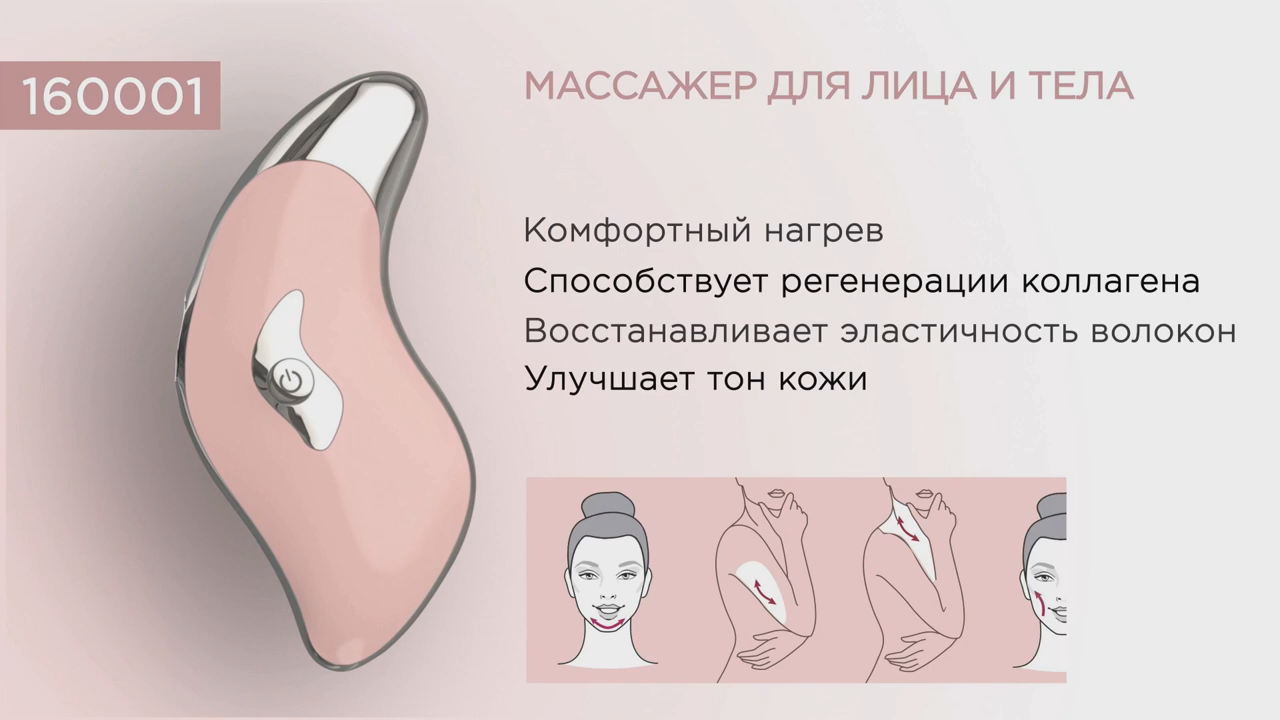 160001
МАССАЖЕР ДЛЯ ЛИЦА И ТЕЛА
Комфортный нагрев
Способствует регенерации коллагена
Восстанавливает эластичность волокон
Улучшает тон кожи